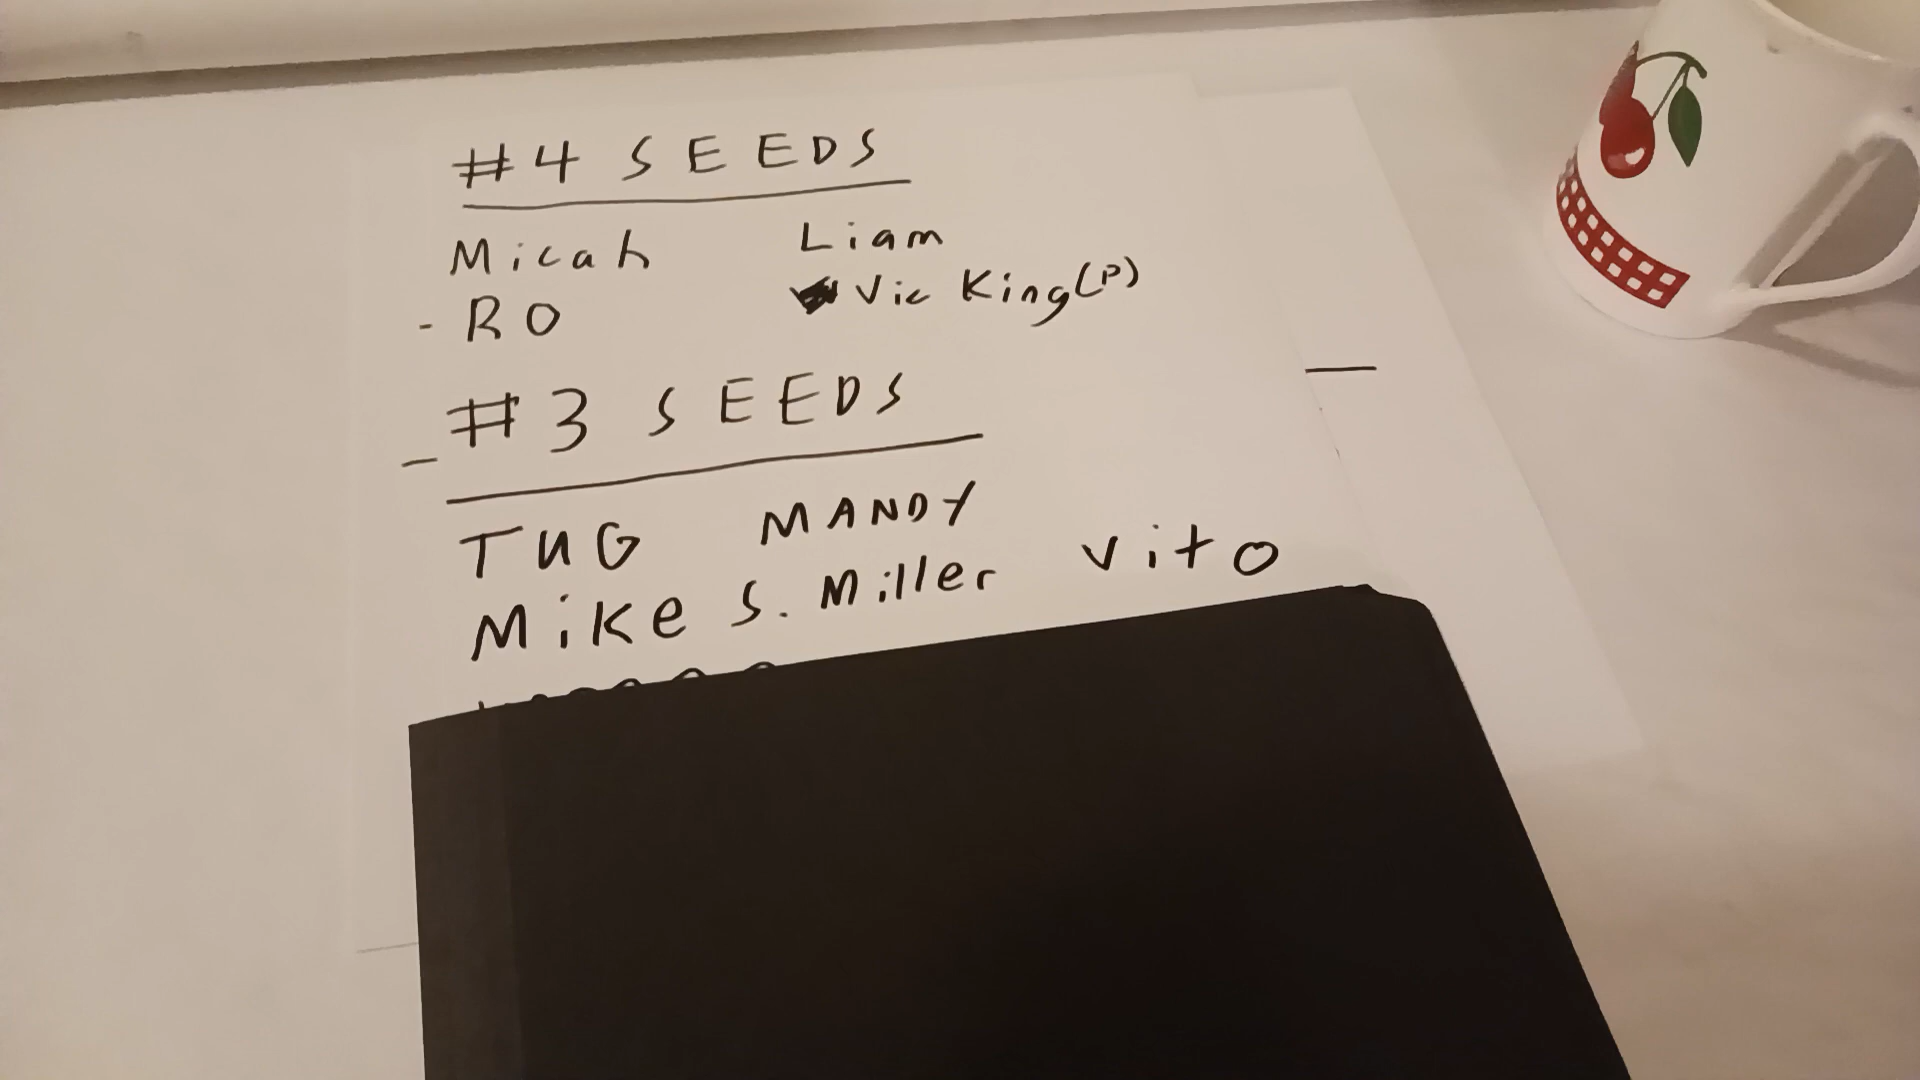 #4 SEEDS
Micah Liam
- RO Vic King(P)
#3 SEEDS
TUG MANDY
Mike S. Miller Vito